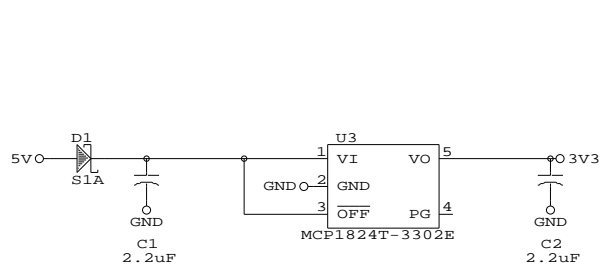 D1
5V
S1A
GND
C1
2.2uF
U3
1 VI VO 5
GND 2 GND
3 OFF PG 4
MCP1824T-3302E
3V3
GND
C2
2.2uF